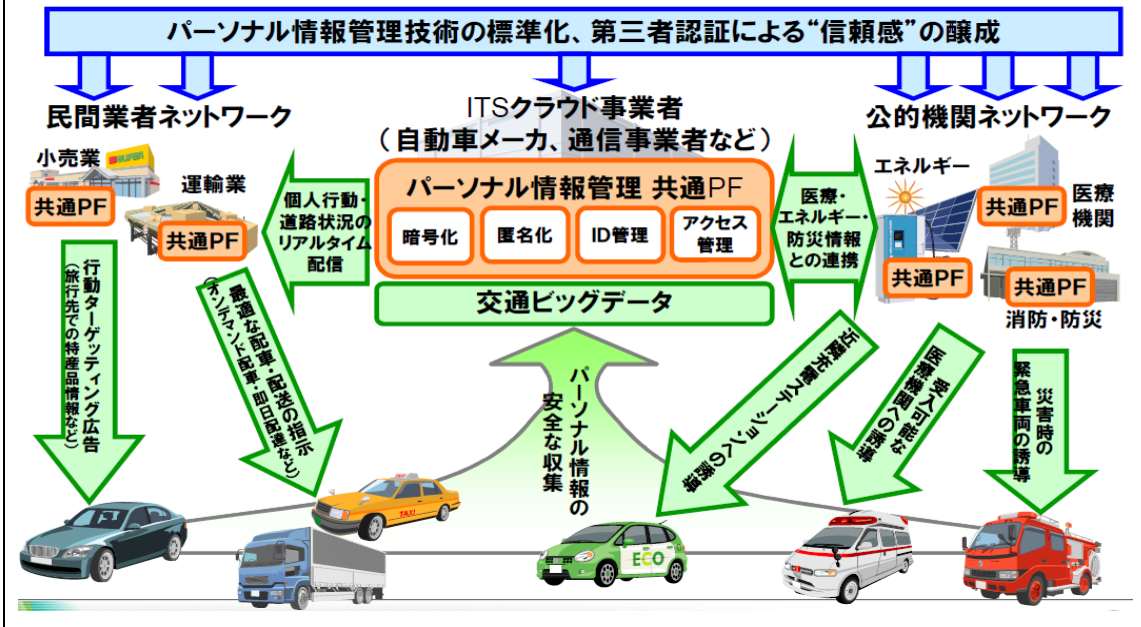 パーソナル情報管理技術の標準化、第三者認証による“信頼感”の醸成
民間業者ネットワーク
小売業
SUPER
共通PF
運輸業
共通PF
個人行動・
道路状況の
リアルタイム
配信
ITSクラウド事業者
（自動車メーカ、通信事業者など）
パーソナル情報管理 共通PF
暗号化
匿名化
ID管理
アクセス
管理
交通ビッグデータ
医療・
エネルギー・
防災情報
との連携
公的機関ネットワーク
エネルギー
共通PF
医療
機関
共通PF
共通PF
消防・防災
行動ターゲッティング広告
（旅行先での特産品情報など）
最適な配車・配送の指示
（オンデマンド配車・即日配達など）
パーソナル情報の
安全な収集
近隣充電ステーションへの誘導
受入可能な
医療機関への誘導
災害時の
緊急車両の誘導
TAXI
ECO